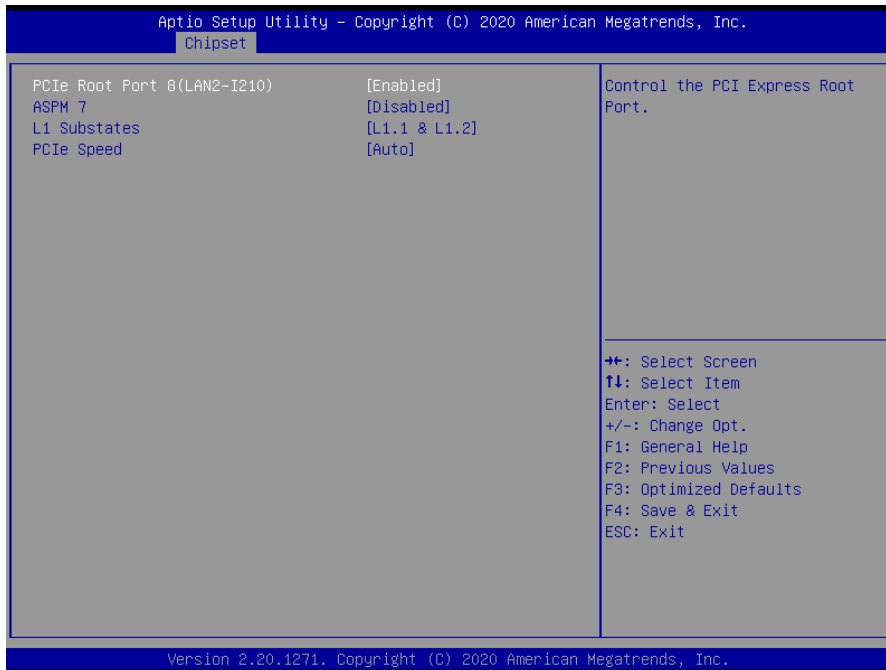 Aptio Setup Utility – Copyright (C) 2020 American Megatrends, Inc.
Chipset
PCIe Root Port 8(LAN2-I210) [Enabled]
ASPM 7 [Disabled]
L1 Substates [L1.1 & L1.2]
PCIe Speed [Auto]
Control the PCI Express Root
Port.
→←: Select Screen
↑↓: Select Item
Enter: Select
+/-: Change Opt.
F1: General Help
F2: Previous Values
F3: Optimized Defaults
F4: Save & Exit
ESC: Exit
Version 2.20.1271. Copyright (C) 2020 American Megatrends, Inc.